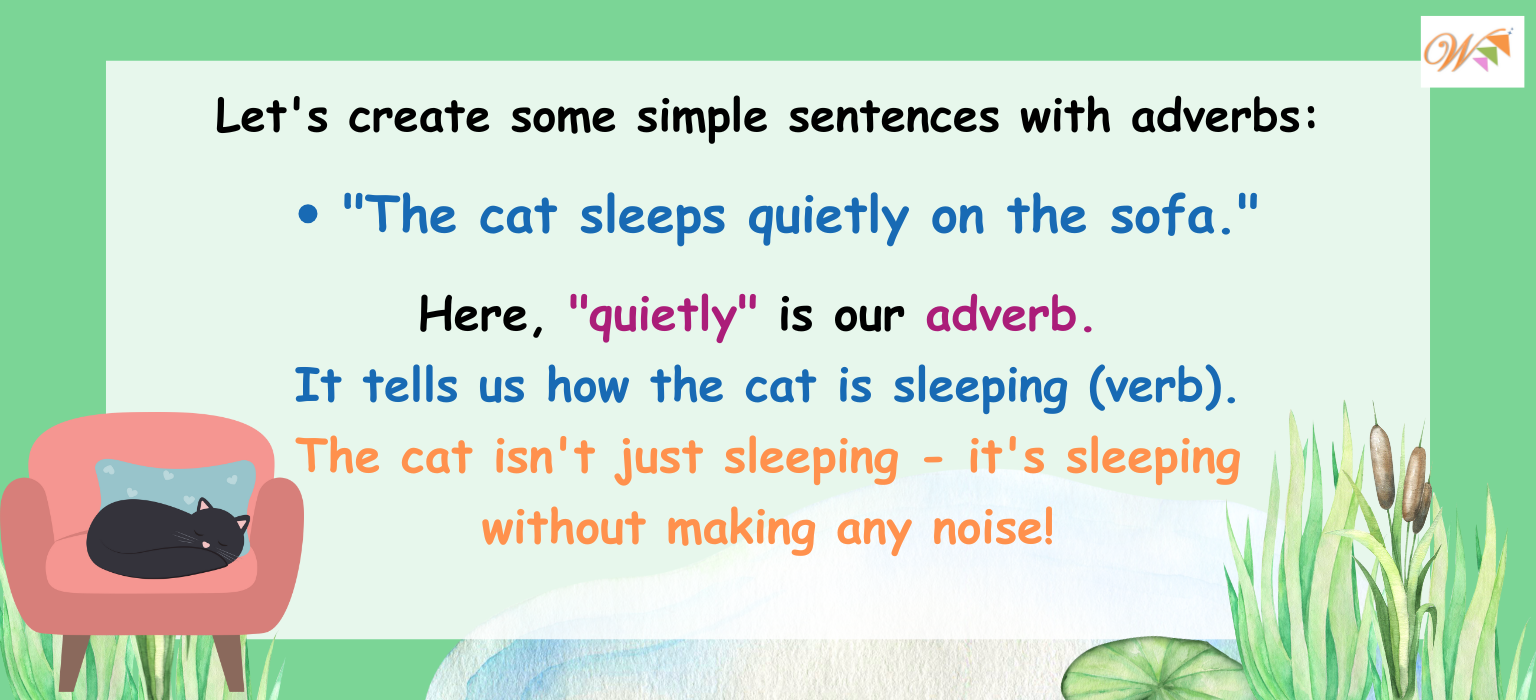 Let's create some simple sentences with adverbs:
• "The cat sleeps quietly on the sofa."
Here, "quietly" is our adverb.
It tells us how the cat is sleeping (verb).
The cat isn't just sleeping - it's sleeping
without making any noise!